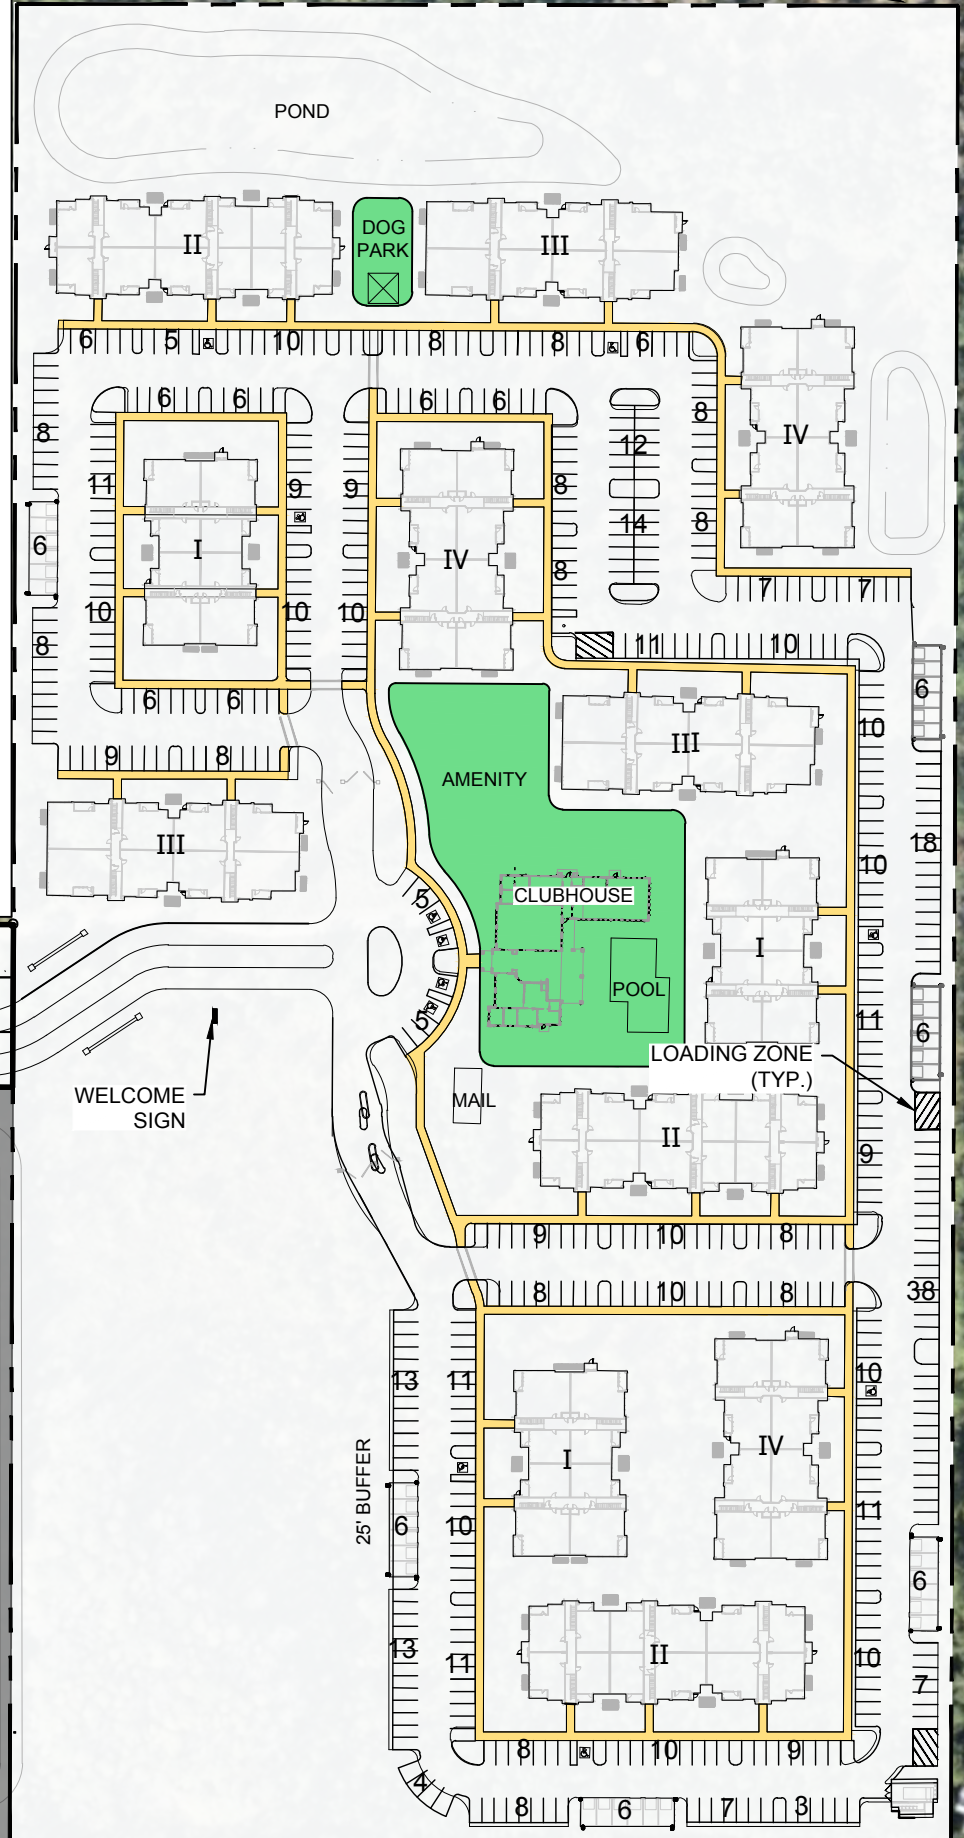 POND
DOG
PARK
II
III
6
5
10
8
8
6
6
6
6
6
8
IV
8
12
11
9
9
8
6
I
IV
14
8
8
7
7
10
10
10
8
11
10
6
6
6
9
8
10
III
AMENITY
III
18
10
5
CLUBHOUSE
I
POOL
5
11
6
WELCOME
SIGN
LOADING ZONE
(TYP.)
MAIL
II
9
9
10
8
8
10
8
38
13
11
10
25' BUFFER
I
IV
6
10
11
6
13
11
II
10
7
8
10
9
4
8
6
7
3